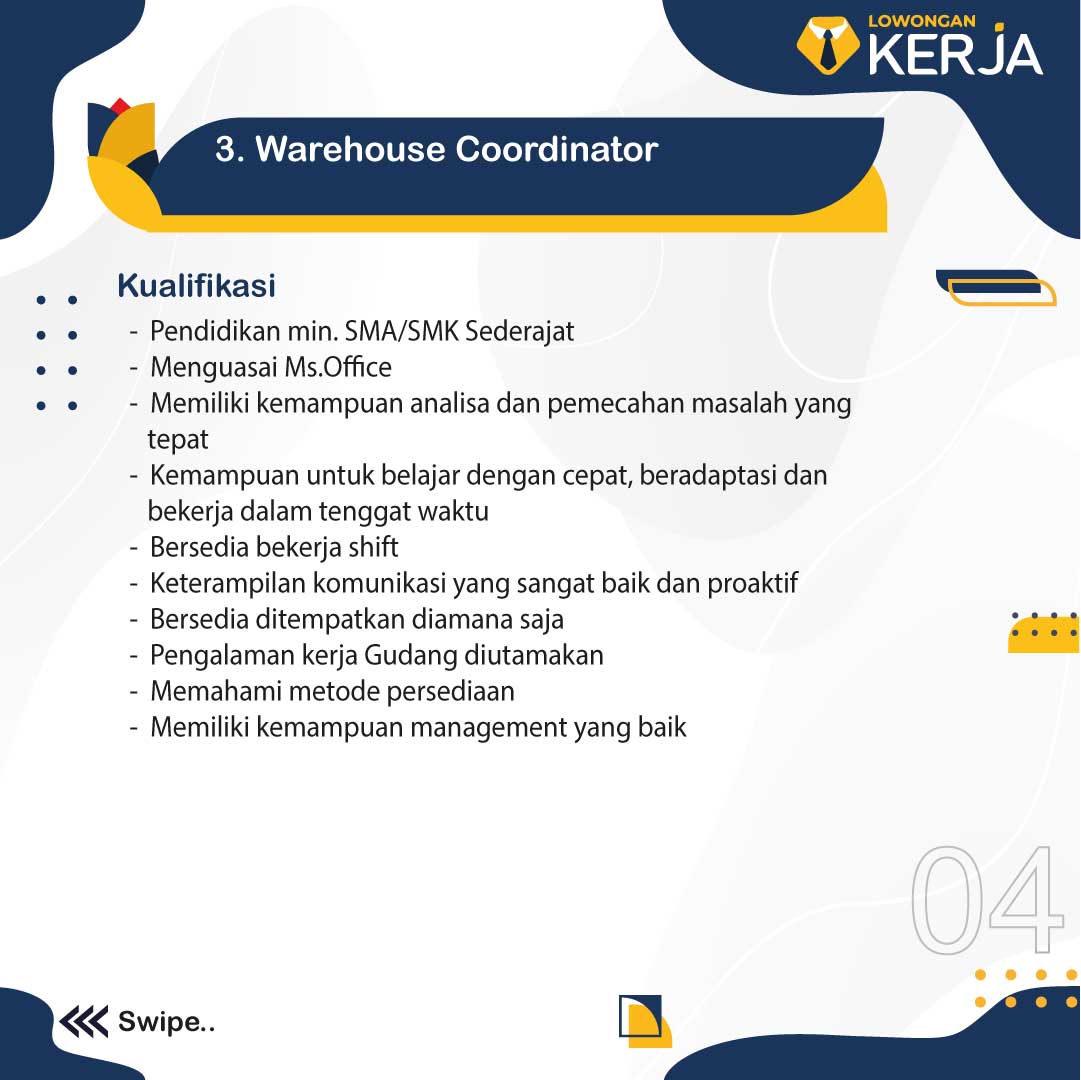 LOWONGAN
KERJA
3. Warehouse Coordinator
Kualifikasi
- Pendidikan min. SMA/SMK Sederajat
- Menguasai Ms.Office
- Memiliki kemampuan analisa dan pemecahan masalah yang
tepat
- Kemampuan untuk belajar dengan cepat, beradaptasi dan
bekerja dalam tenggat waktu
- Bersedia bekerja shift
- Keterampilan komunikasi yang sangat baik dan proaktif
- Bersedia ditempatkan diamana saja
- Pengalaman kerja Gudang diutamakan
- Memahami metode persediaan
- Memiliki kemampuan management yang baik
04
Swipe..